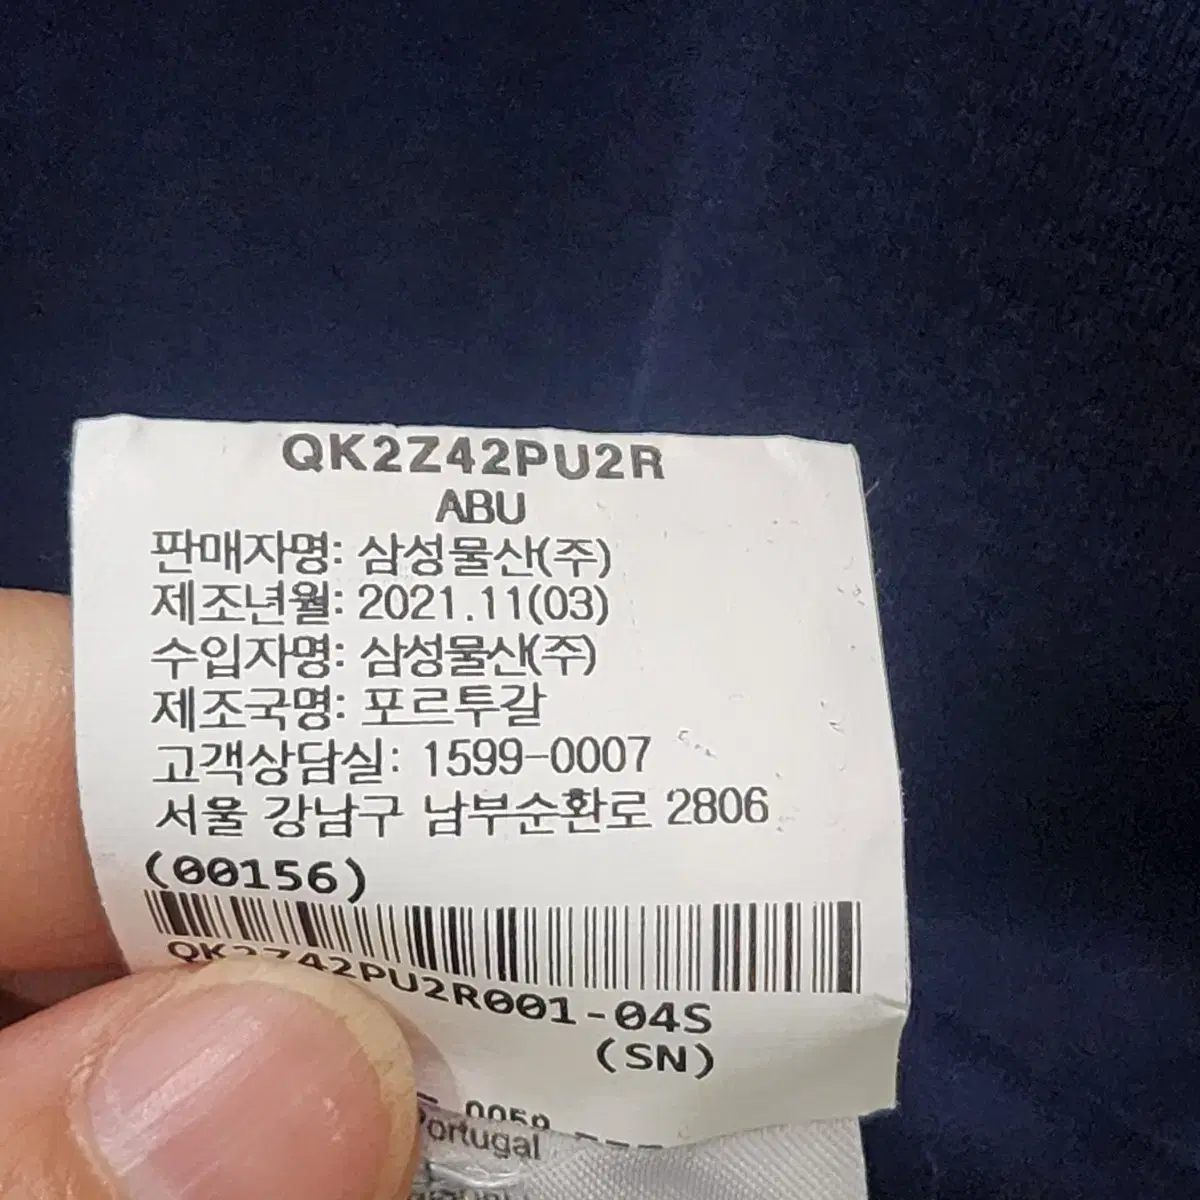 QK2Z42PU2R
ABU
판매자명: 삼성물산(주)
제조년월: 2021.11(03)
수입자명: 삼성물산(주)
제조국명: 포르투갈
고객상담실: 1599-0007
서울 강남구 남부순환로 2806
(00156)
QK2Z42PU2R001-04S
(SN)
0059
Portugal